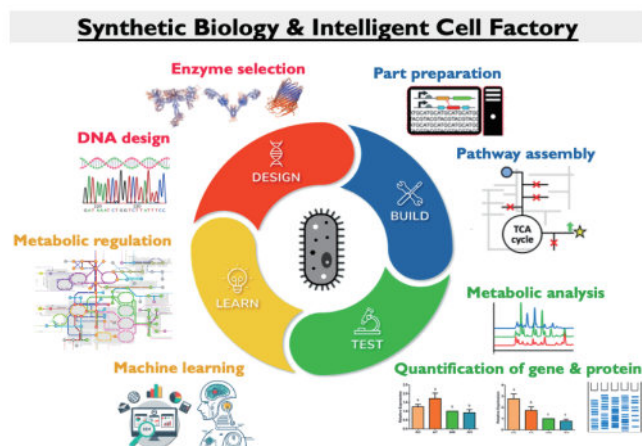 Synthetic Biology & Intelligent Cell Factory
Enzyme selection
Part preparation
DNA design
Pathway assembly
DESIGN
BUILD
TCA
cycle
Metabolic regulation
LEARN
TEST
Metabolic analysis
Machine learning
Quantification of gene & protein